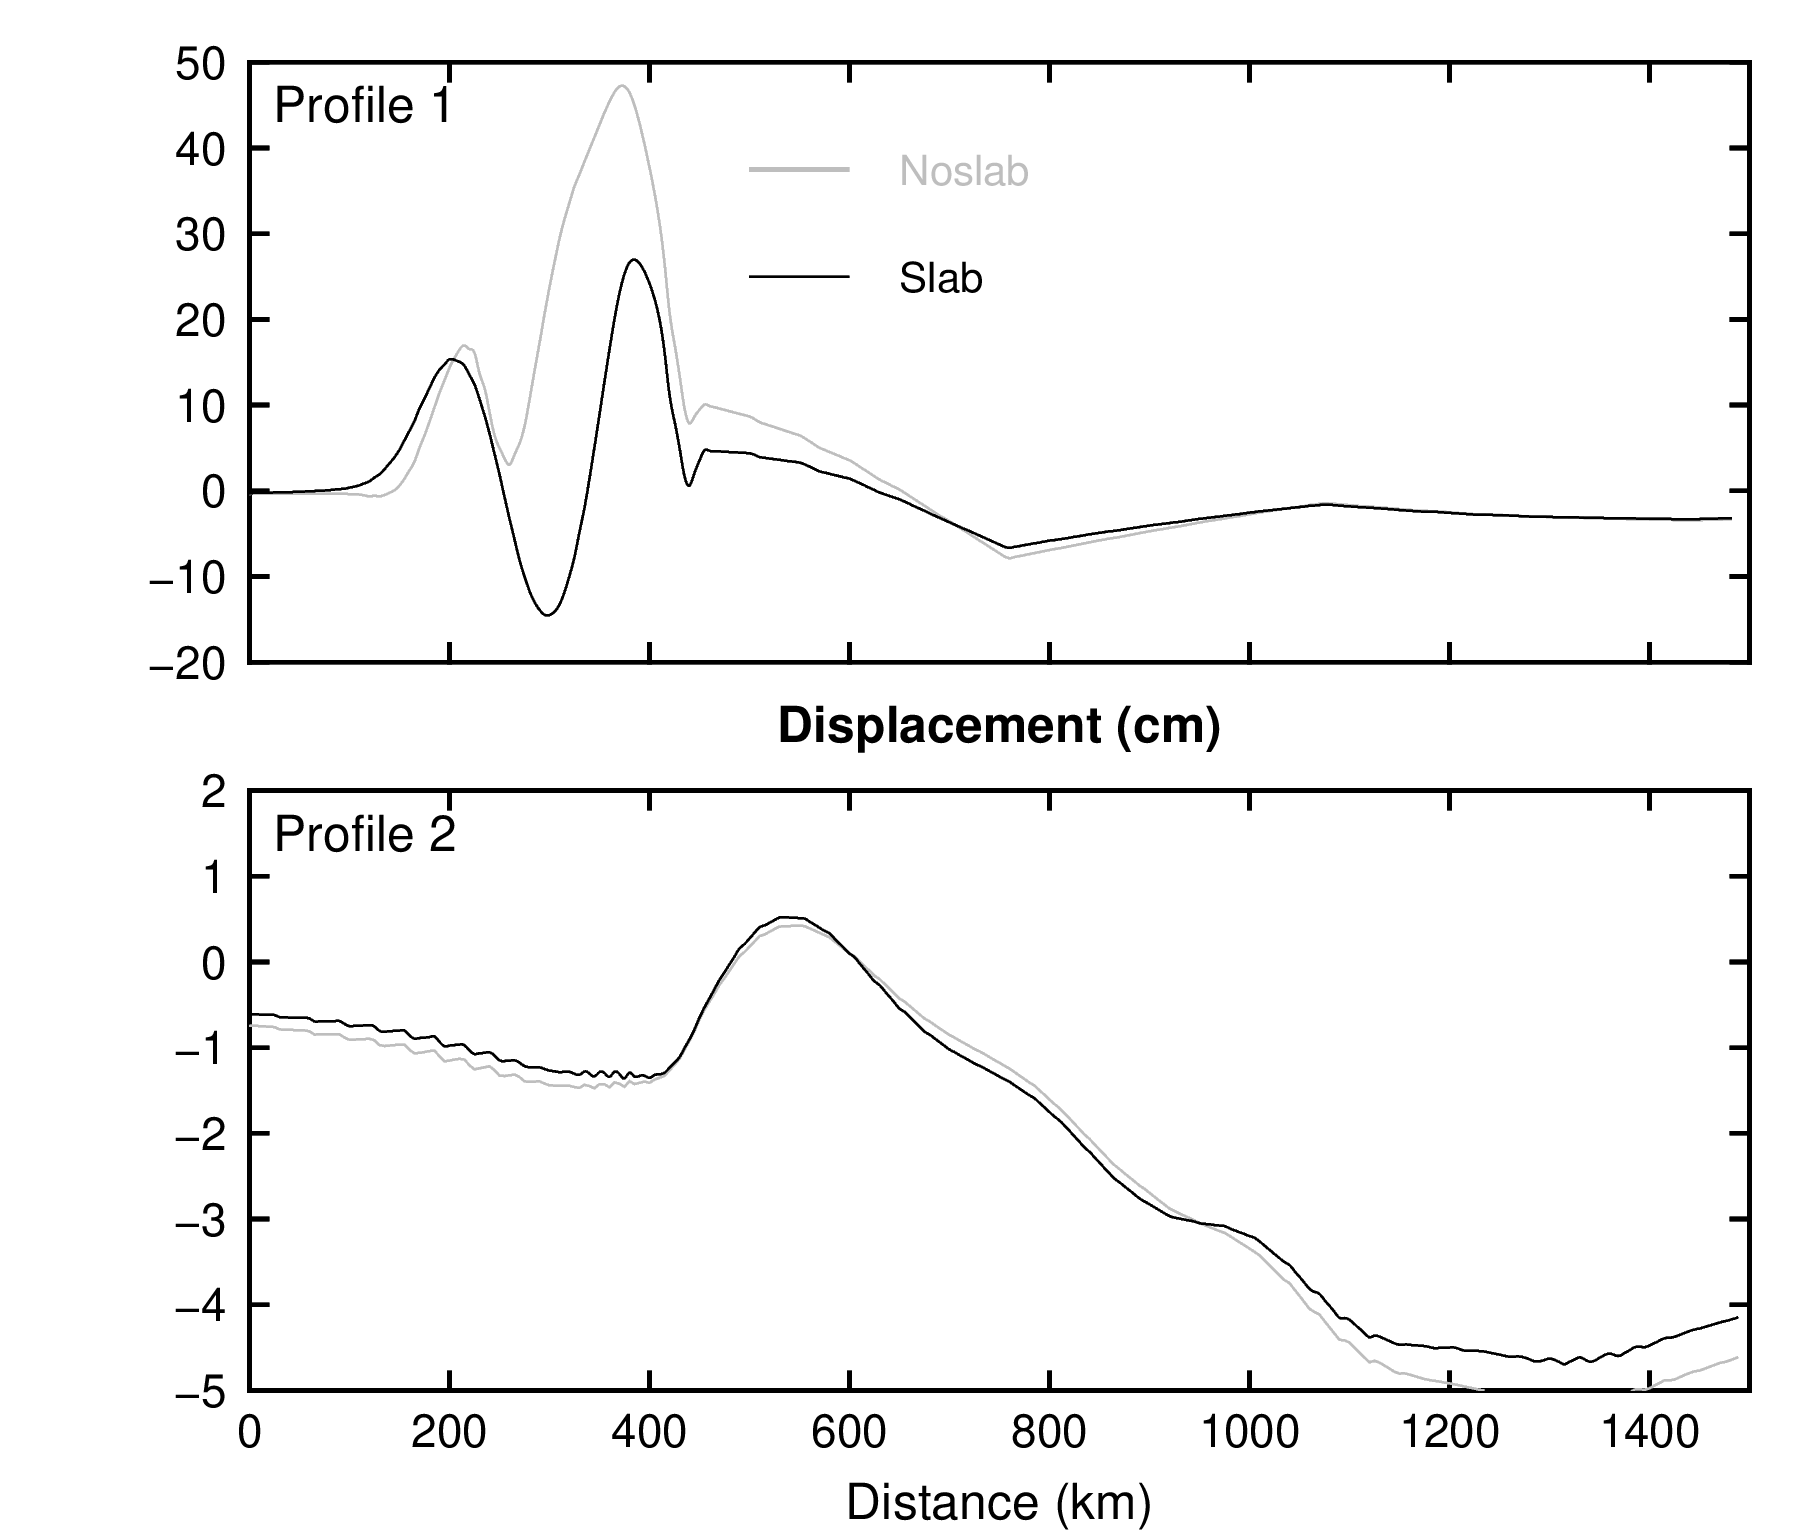 50
Profile 1
40
Noslab
30
Slab
20
10
0
−10
−20
Displacement (cm)
2
Profile 2
1
0
−1
−2
−3
−4
−5
0 200 400 600 800 1000 1200 1400
Distance (km)